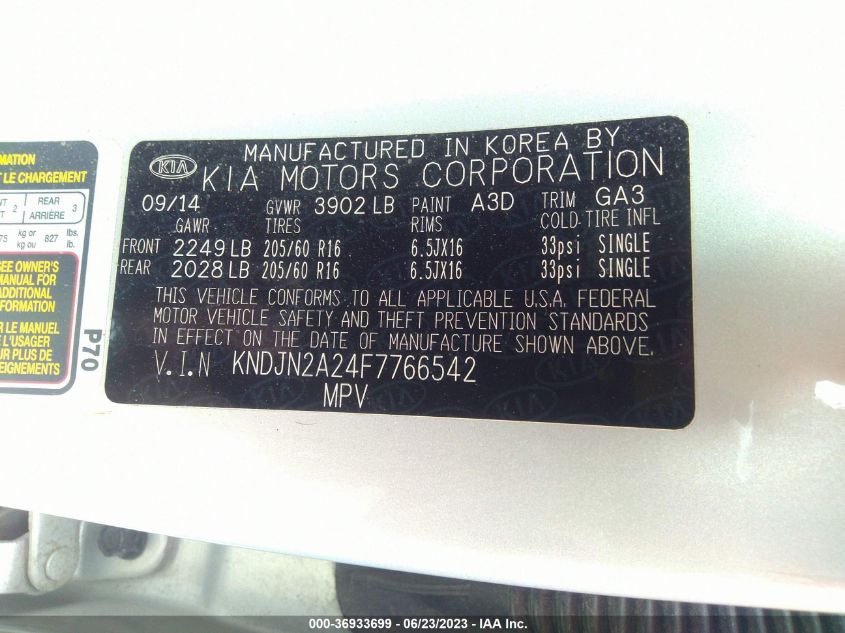 MANUFACTURED IN KOREA BY
KIA KIA MOTORS CORPORATION
09/14 GVWR 3902 LB PAINT A3D TRIM GA3
GAWR TIRES RIMS COLD TIRE INFL
FRONT 2249 LB 205/60 R16 6.5JX16 33psi SINGLE
REAR 2028 LB 205/60 R16 6.5JX16 33psi SINGLE
THIS VEHICLE CONFORMS TO ALL APPLICABLE U.S.A. FEDERAL
MOTOR VEHICLE SAFETY AND THEFT PREVENTION STANDARDS
IN EFFECT ON THE DATE OF MANUFACTURE SHOWN ABOVE.
V.I.N KNDJN2A24F7766542
MPV
LE CHARGEMENT
2 REAR
ARRIÈRE 3
kg or
kg ou 827 lbs.
lb.
SEE OWNER'S
MANUAL FOR
ADDITIONAL
LE MANUEL
L'USAGER
PLUS DE
P70
000-36933699 / 06/23/2023 - IAA Inc.